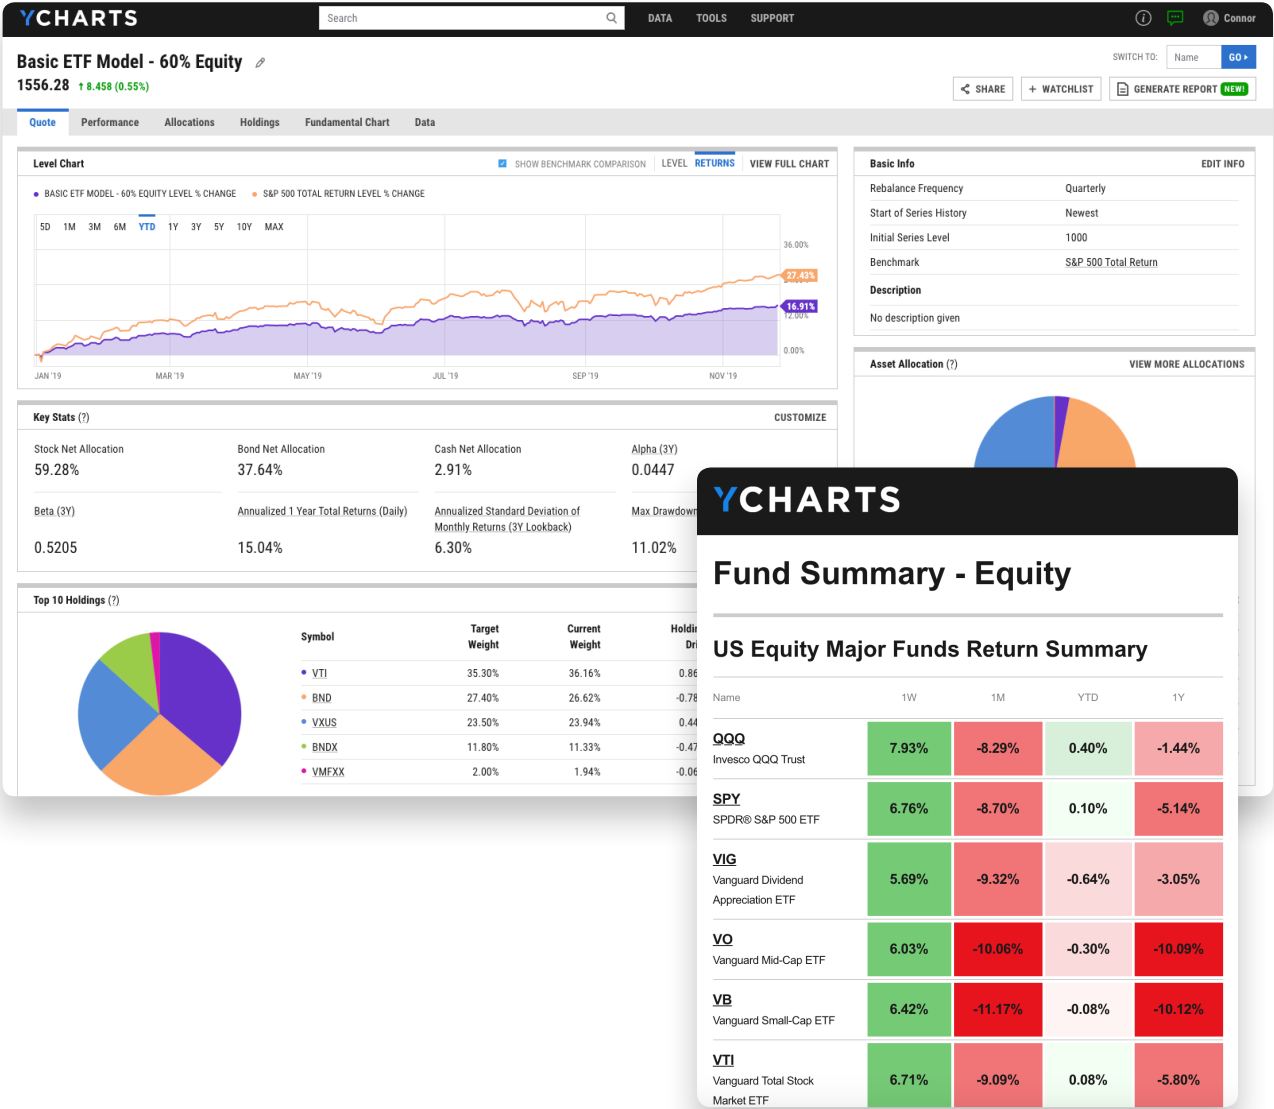 YCHARTS
Search
DATA TOOLS SUPPORT
Connor
Basic ETF Model - 60% Equity
SWITCH TO: Name GO
1556.28 8.458 (0.55%)
SHARE + WATCHLIST GENERATE REPORT NEW!
Quote Performance Allocations Holdings Fundamental Chart Data
Level Chart
SHOW BENCHMARK COMPARISON LEVEL RETURNS VIEW FULL CHART
BASIC ETF MODEL - 60% EQUITY LEVEL % CHANGE S&P 500 TOTAL RETURN LEVEL % CHANGE
5D 1M 3M 6M YTD 1Y 3Y 5Y 10Y MAX
36.00%
27.43%
16.91%
12.00%
0.00%
JAN '19 MAR '19 MAY '19 JUL '19 SEP '19 NOV '19
Basic Info EDIT INFO
Rebalance Frequency Quarterly
Start of Series History Newest
Initial Series Level 1000
Benchmark S&P 500 Total Return
Description
No description given
Asset Allocation (?) VIEW MORE ALLOCATIONS
Key Stats (?) CUSTOMIZE
Stock Net Allocation Bond Net Allocation Cash Net Allocation Alpha (3Y)
59.28% 37.64% 2.91% 0.0447
Beta (3Y) Annualized 1 Year Total Returns (Daily) Annualized Standard Deviation of Max Drawdown
Monthly Returns (3Y Lookback)
0.5205 15.04% 6.30% 11.02%
Top 10 Holdings (?)
Symbol Target Current
Weight Weight
VTI 35.30% 36.16% 0.86
BND 27.40% 26.62% -0.78
VXUS 23.50% 23.94% 0.44
BNDX 11.80% 11.33% -0.47
VMFXX 2.00% 1.94% -0.06
YCHARTS
Fund Summary - Equity
US Equity Major Funds Return Summary
Name 1W 1M YTD 1Y
QQQ
Invesco QQQ Trust
7.93% -8.29% 0.40% -1.44%
SPY
SPDR® S&P 500 ETF
6.76% -8.70% 0.10% -5.14%
VIG
Vanguard Dividend
Appreciation ETF
5.69% -9.32% -0.64% -3.05%
VO
Vanguard Mid-Cap ETF
6.03% -10.06% -0.30% -10.09%
VB
Vanguard Small-Cap ETF
6.42% -11.17% -0.08% -10.12%
VTI
Vanguard Total Stock
Market ETF
6.71% -9.09% 0.08% -5.80%